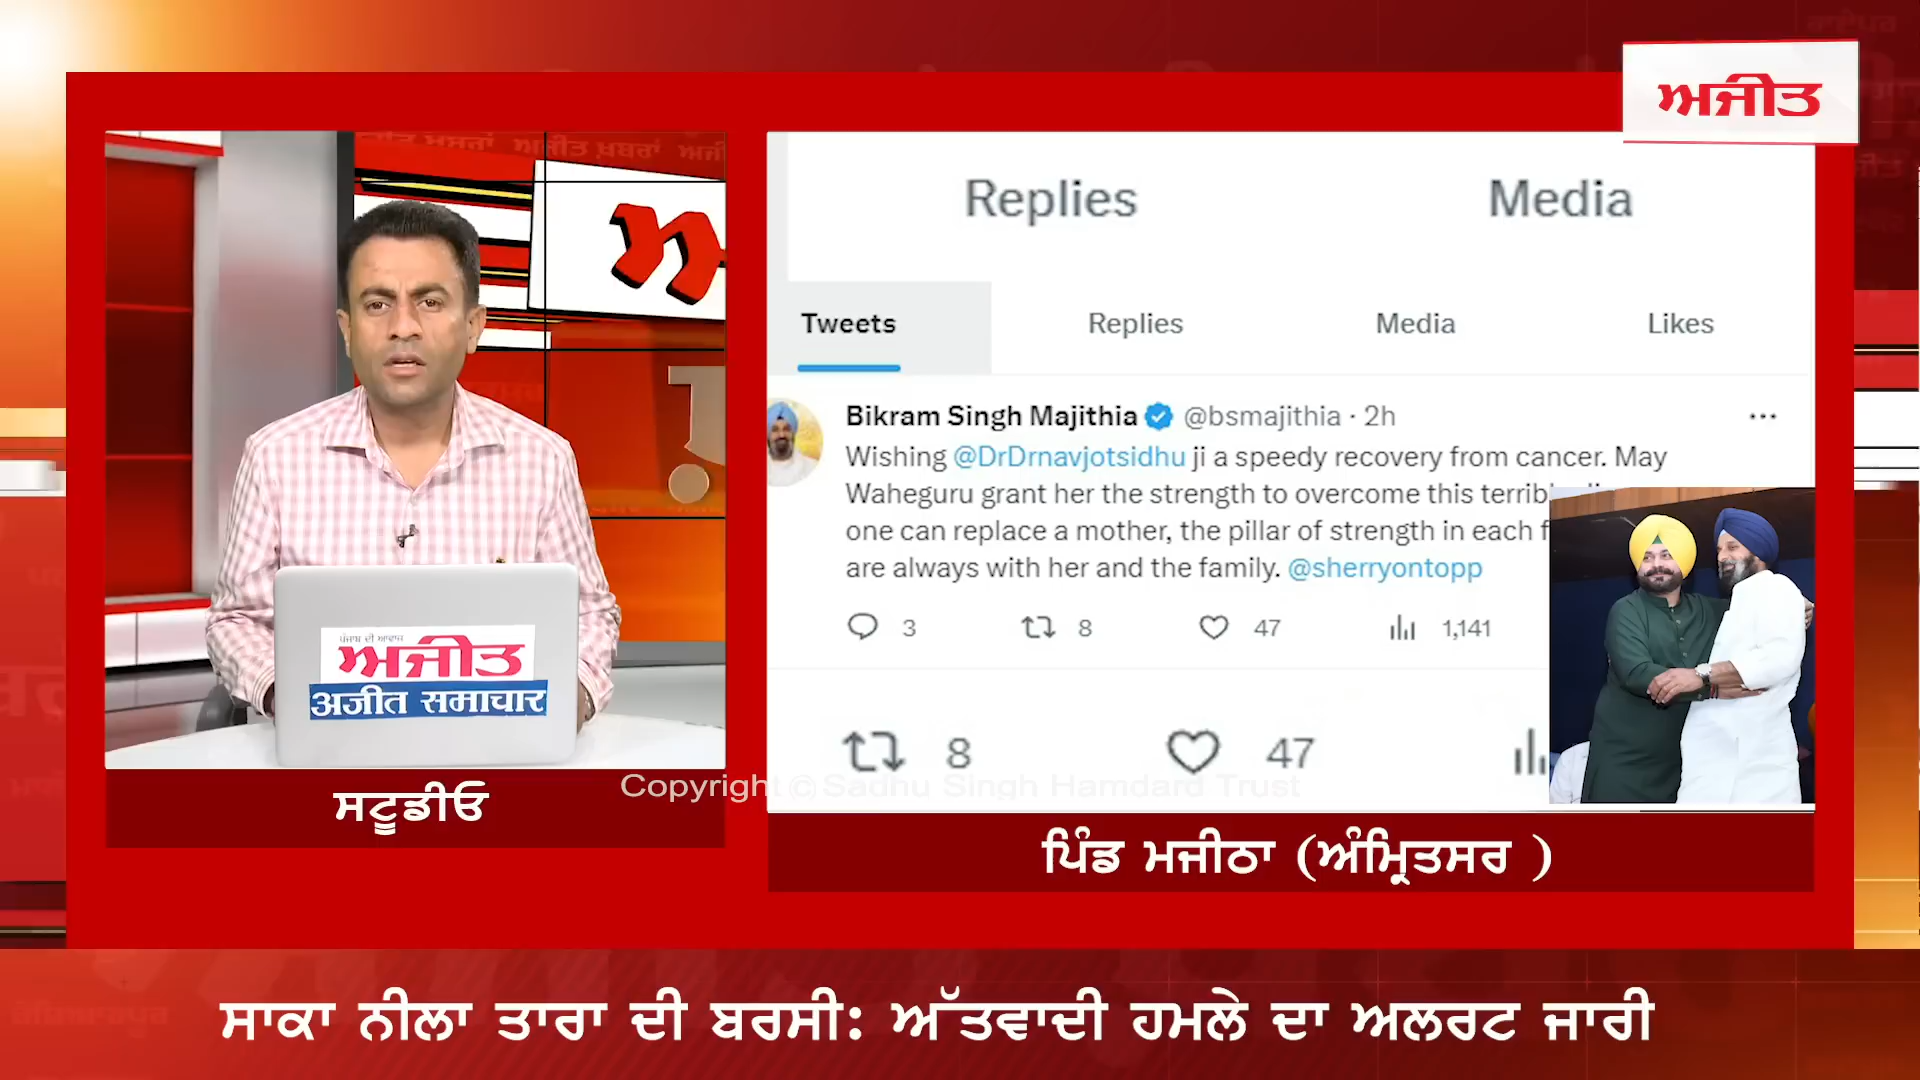 ਅਜੀਤ
ਅਜੀਤ ਖ਼ਬਰਾਂ
Replies Media
Tweets Replies Media Likes
Bikram Singh Majithia @bsmajithia · 2h
Wishing @DrDrnavjotsidhu ji a speedy recovery from cancer. May
Waheguru grant her the strength to overcome this
one can replace a mother, the pillar of strength in each
are always with her and the family. @sherryontopp
3 8 47 1,141
8 47
ਪੰਜਾਬ ਦੀ ਆਵਾਜ਼
ਅਜੀਤ
अजीत समाचार
Copyright © Sadhu Singh Hamdard Trust
ਸਟੂਡੀਓ
ਪਿੰਡ ਮਜੀਠਾ (ਅੰਮ੍ਰਿਤਸਰ )
ਸਾਕਾ ਨੀਲਾ ਤਾਰਾ ਦੀ ਬਰਸੀ: ਅੱਤਵਾਦੀ ਹਮਲੇ ਦਾ ਅਲਰਟ ਜਾਰੀ